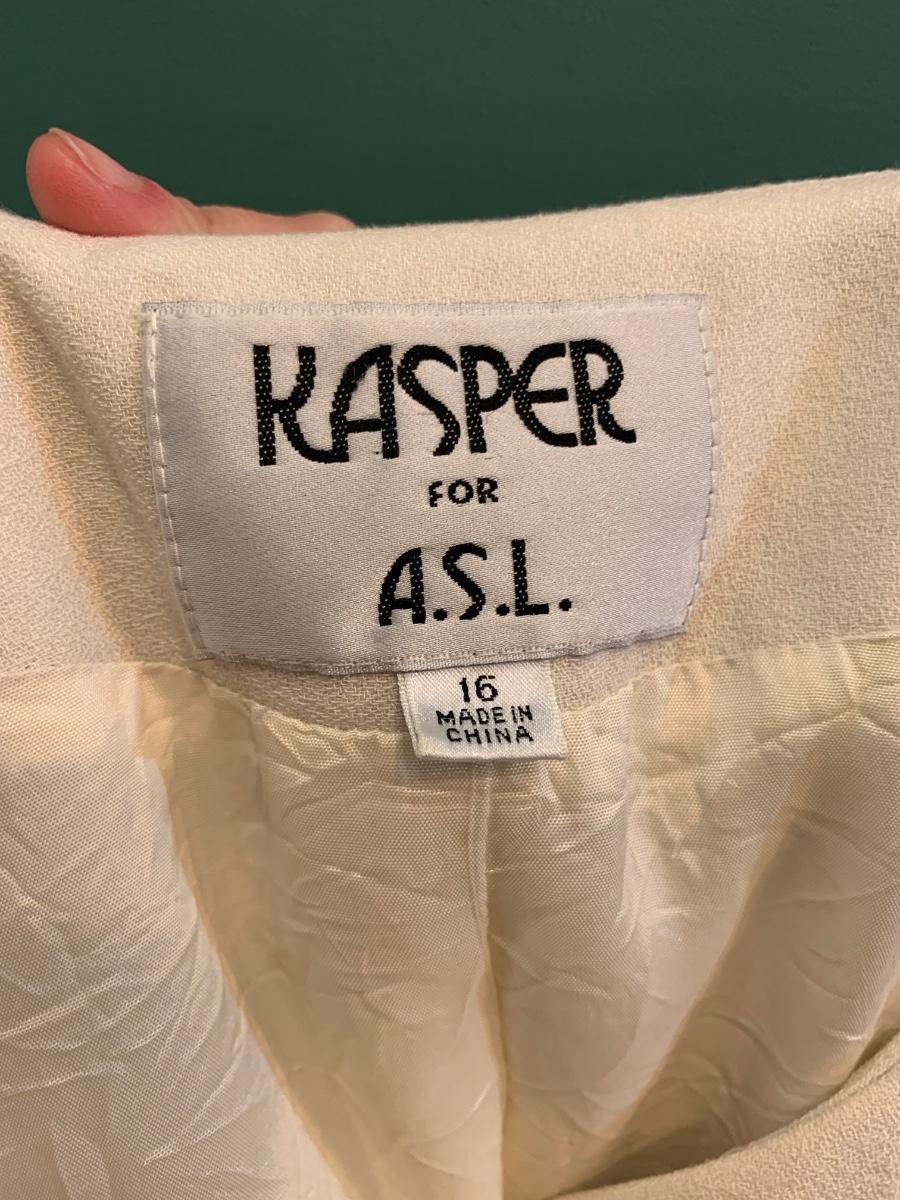 KASPER
FOR
A.S.L.
16
MADE IN
CHINA